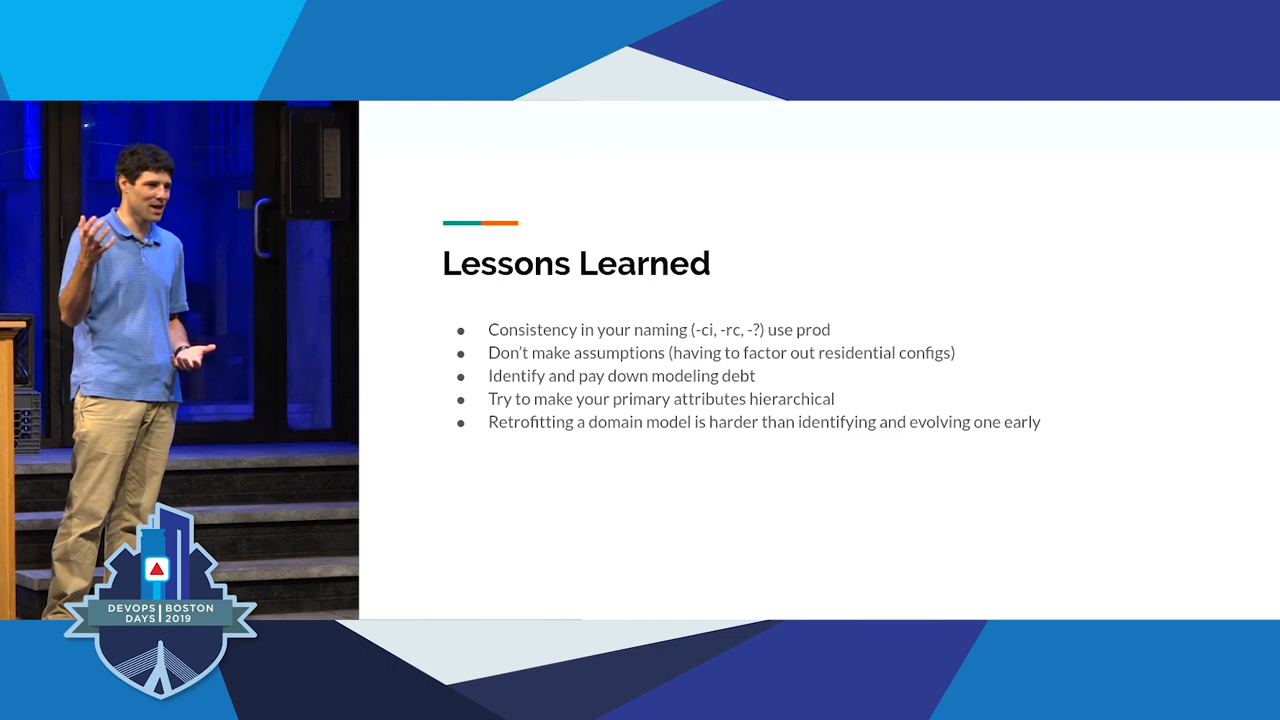 Lessons Learned
● Consistency in your naming (-ci, -rc, -?) use prod
● Don’t make assumptions (having to factor out residential configs)
● Identify and pay down modeling debt
● Try to make your primary attributes hierarchical
● Retrofitting a domain model is harder than identifying and evolving one early
DEVOPS DAYS
BOSTON 2019